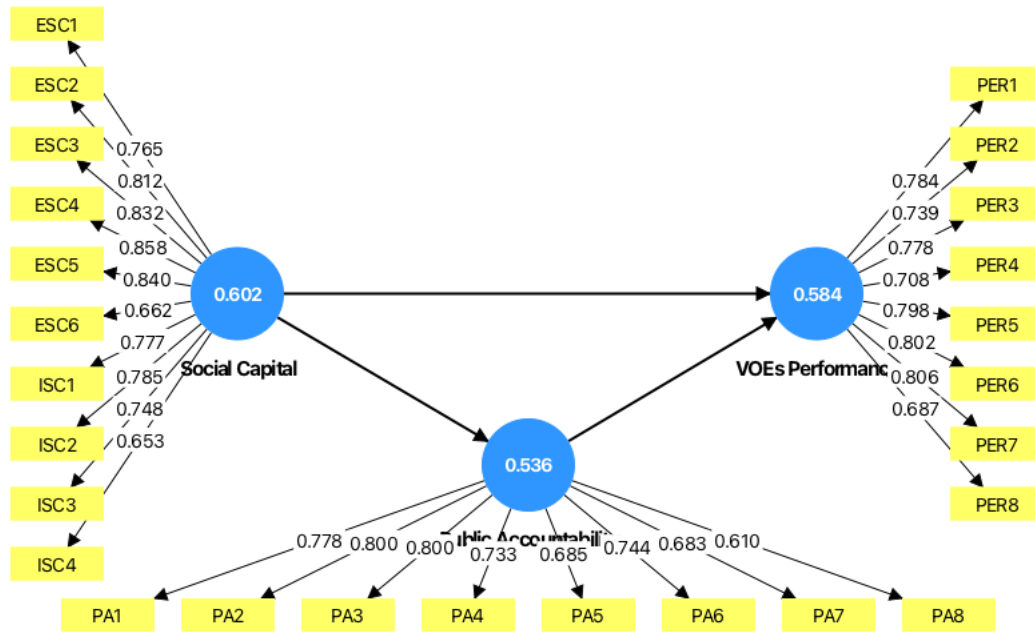 ESC1
ESC2
ESC3
ESC4
ESC5
ESC6
ISC1
ISC2
ISC3
ISC4
0.765
0.812
0.832
0.858
0.840
0.662
0.777
0.785
0.748
0.653
0.602
Social Capital
0.584
VOEs Performanc
PER1
PER2
PER3
PER4
PER5
PER6
PER7
PER8
0.784
0.739
0.778
0.708
0.798
0.802
0.806
0.687
0.536
Public Accountabili
0.778
0.800
0.800
0.733
0.685
0.744
0.683
0.610
PA1
PA2
PA3
PA4
PA5
PA6
PA7
PA8